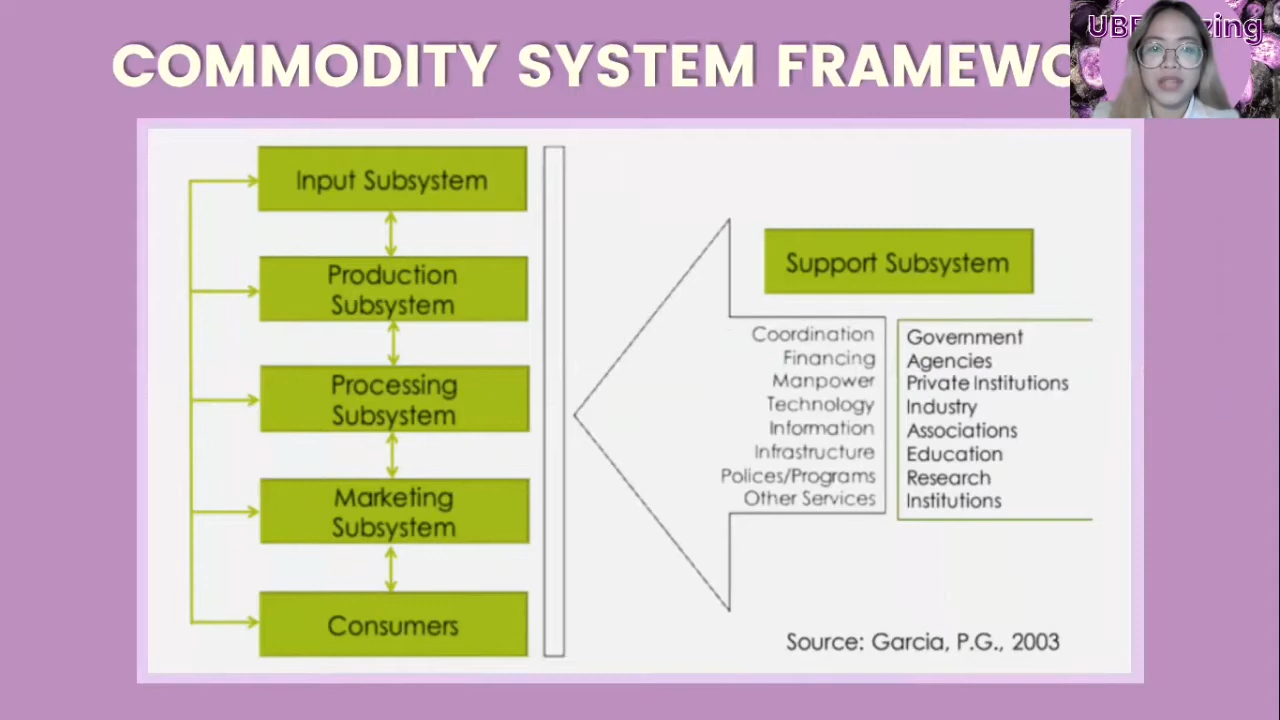 COMMODITY SYSTEM
Input Subsystem
Production
Subsystem
Processing
Subsystem
Marketing
Subsystem
Consumers
Support Subsystem
Coordination
Financing
Manpower
Technology
Information
Infrastructure
Polices/Programs
Other Services
Government
Agencies
Private Institutions
Industry
Associations
Education
Research
Institutions
Source: Garcia, P.G., 2003